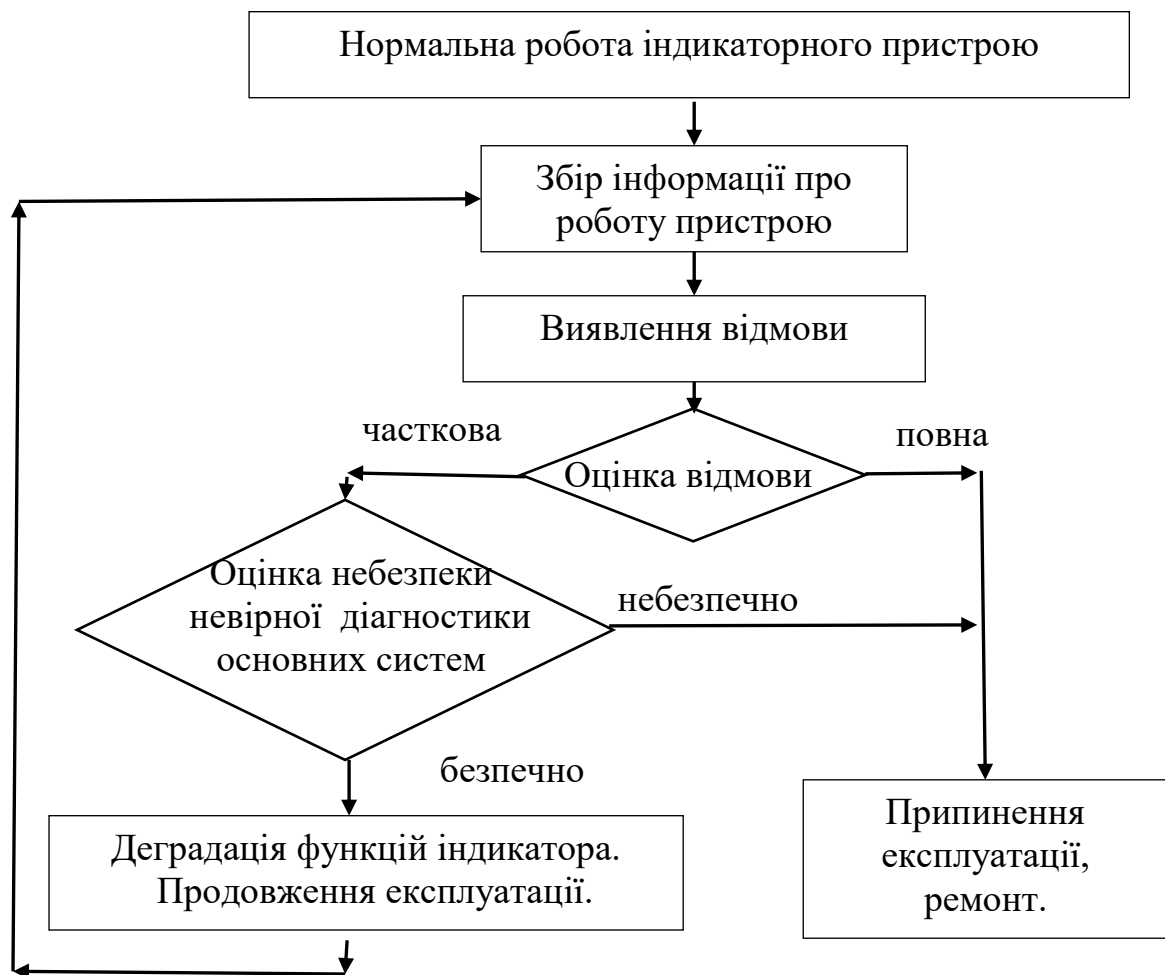 Нормальна робота індикаторного пристрою
Збір інформації про
роботу пристрою
Виявлення відмови
часткова
повна
Оцінка відмови
Оцінка небезпеки
невірної діагностики
основних систем
небезпечно
безпечно
Деградація функцій індикатора.
Продовження експлуатації.
Припинення
експлуатації,
ремонт.